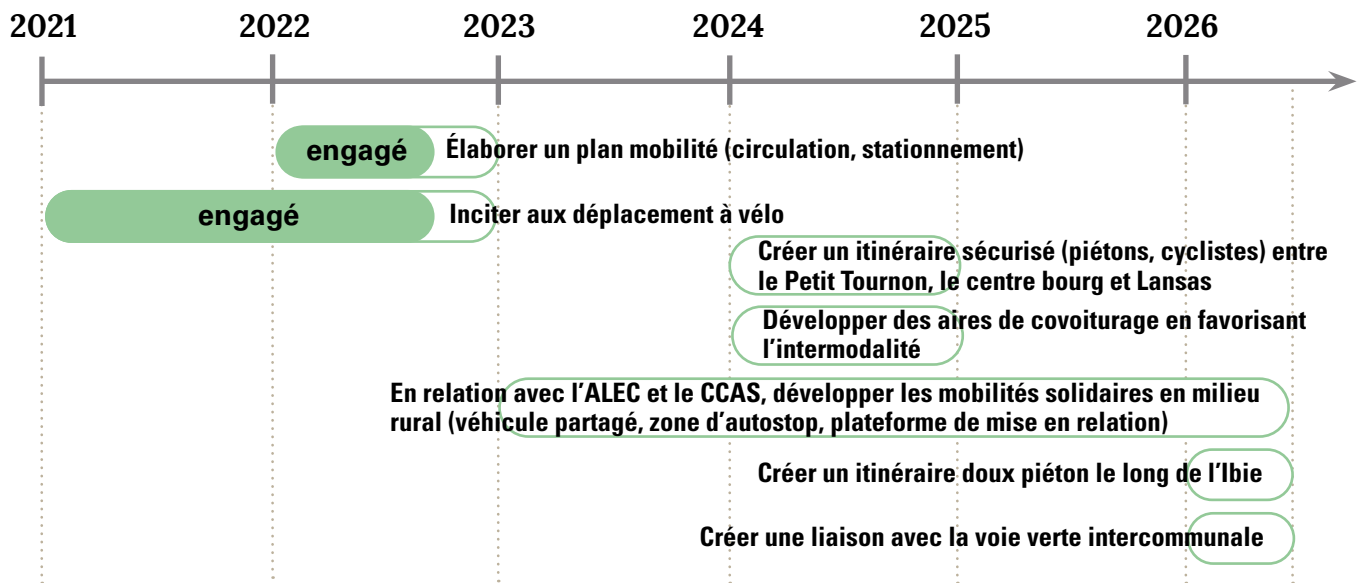 2021 2022 2023 2024 2025 2026
engagé Élaborer un plan mobilité (circulation, stationnement)
engagé Inciter aux déplacement à vélo
Créer un itinéraire sécurisé (piétons, cyclistes) entre
le Petit Tournon, le centre bourg et Lansas
Développer des aires de covoiturage en favorisant
l’intermodalité
En relation avec l’ALEC et le CCAS, développer les mobilités solidaires en milieu
rural (véhicule partagé, zone d’autostop, plateforme de mise en relation)
Créer un itinéraire doux piéton le long de l’Ibie
Créer une liaison avec la voie verte intercommunale